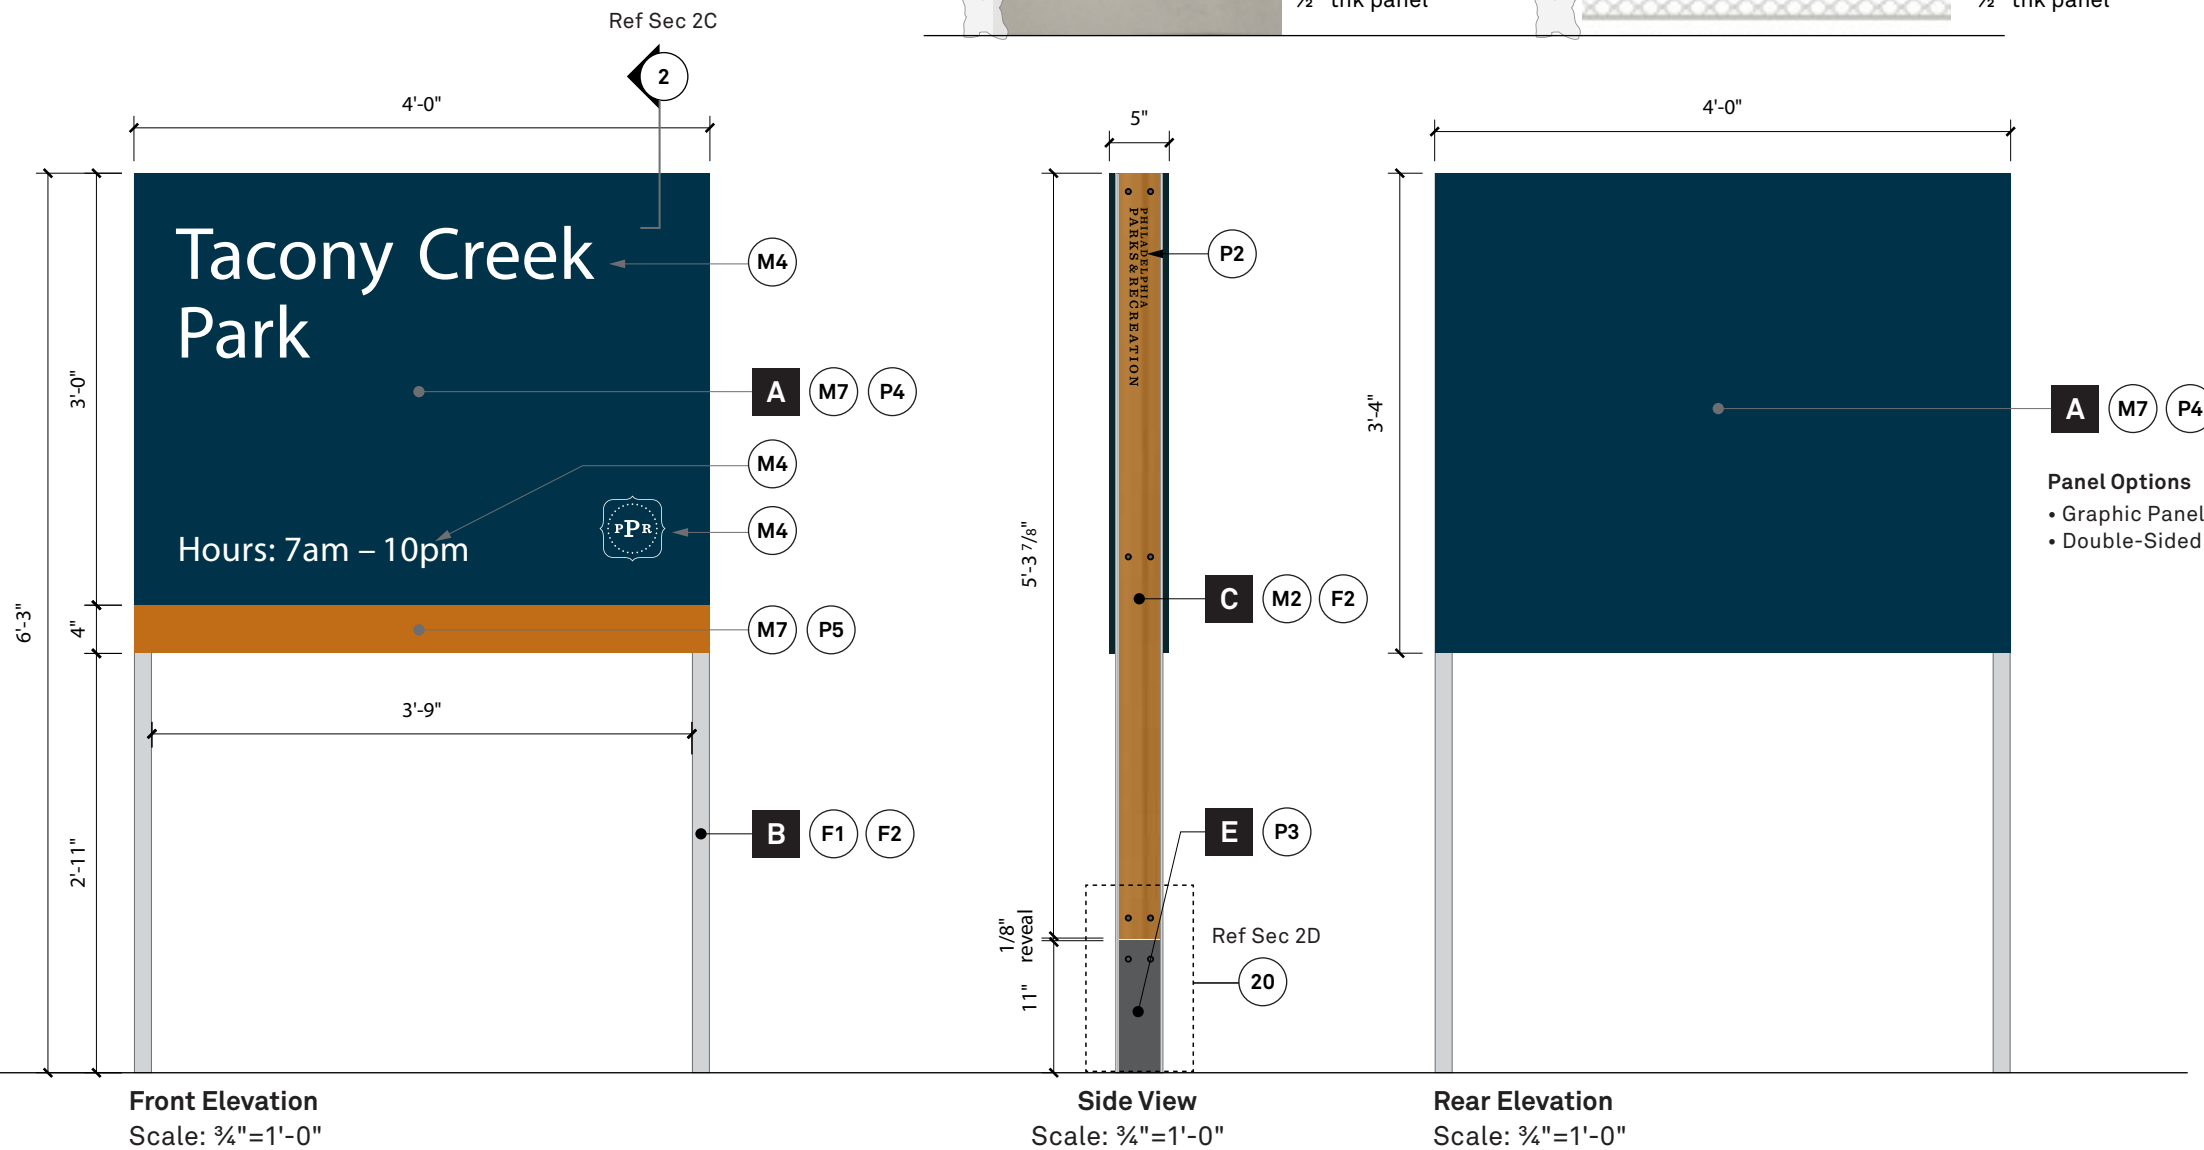 ½" thk panel
½" thk panel
Ref Sec 2C
2
4'-0"
5"
4'-0"
Tacony Creek
Park
M4
PHILADELPHIA
PARKS&RECREATION
P2
3'-0"
A M7 P4
3'-4"
A M7 P4
M4
Panel Options
• Graphic Panel
• Double-Sided
PPR
M4
Hours: 7am – 10pm
5'-3 7/8"
C M2 F2
6'-3"
4"
M7 P5
3'-9"
2'-11"
B F1 F2
E P3
1/8"
reveal
Ref Sec 2D
20
11"
Front Elevation
Scale: ¾"=1'-0"
Side View
Scale: ¾"=1'-0"
Rear Elevation
Scale: ¾"=1'-0"